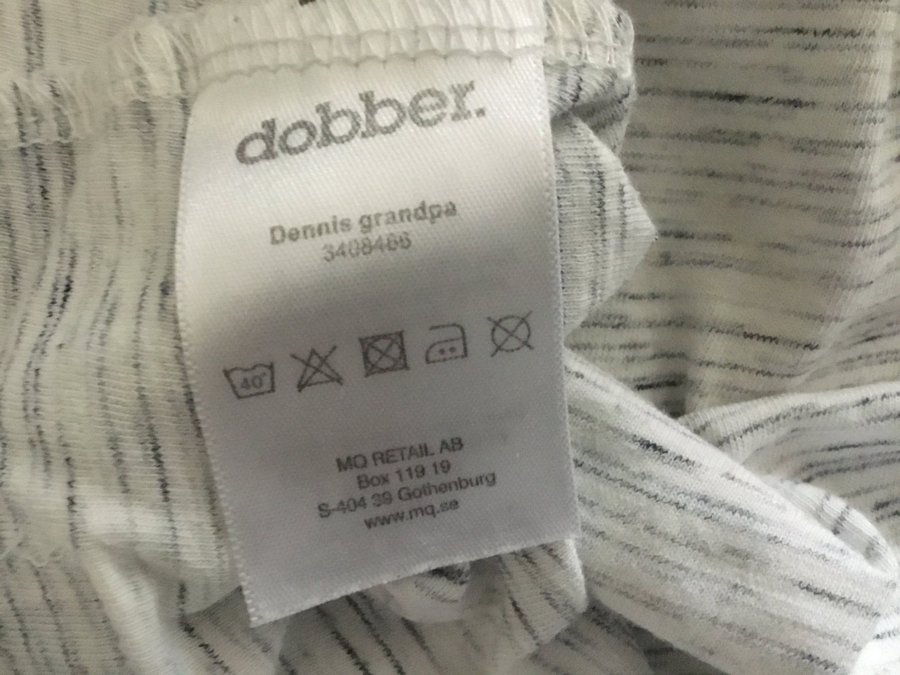 dobber.
Dennis grandpa
3408466
40°
MQ RETAIL AB
Box 119 19
S-404 39 Gothenburg
www.mq.se